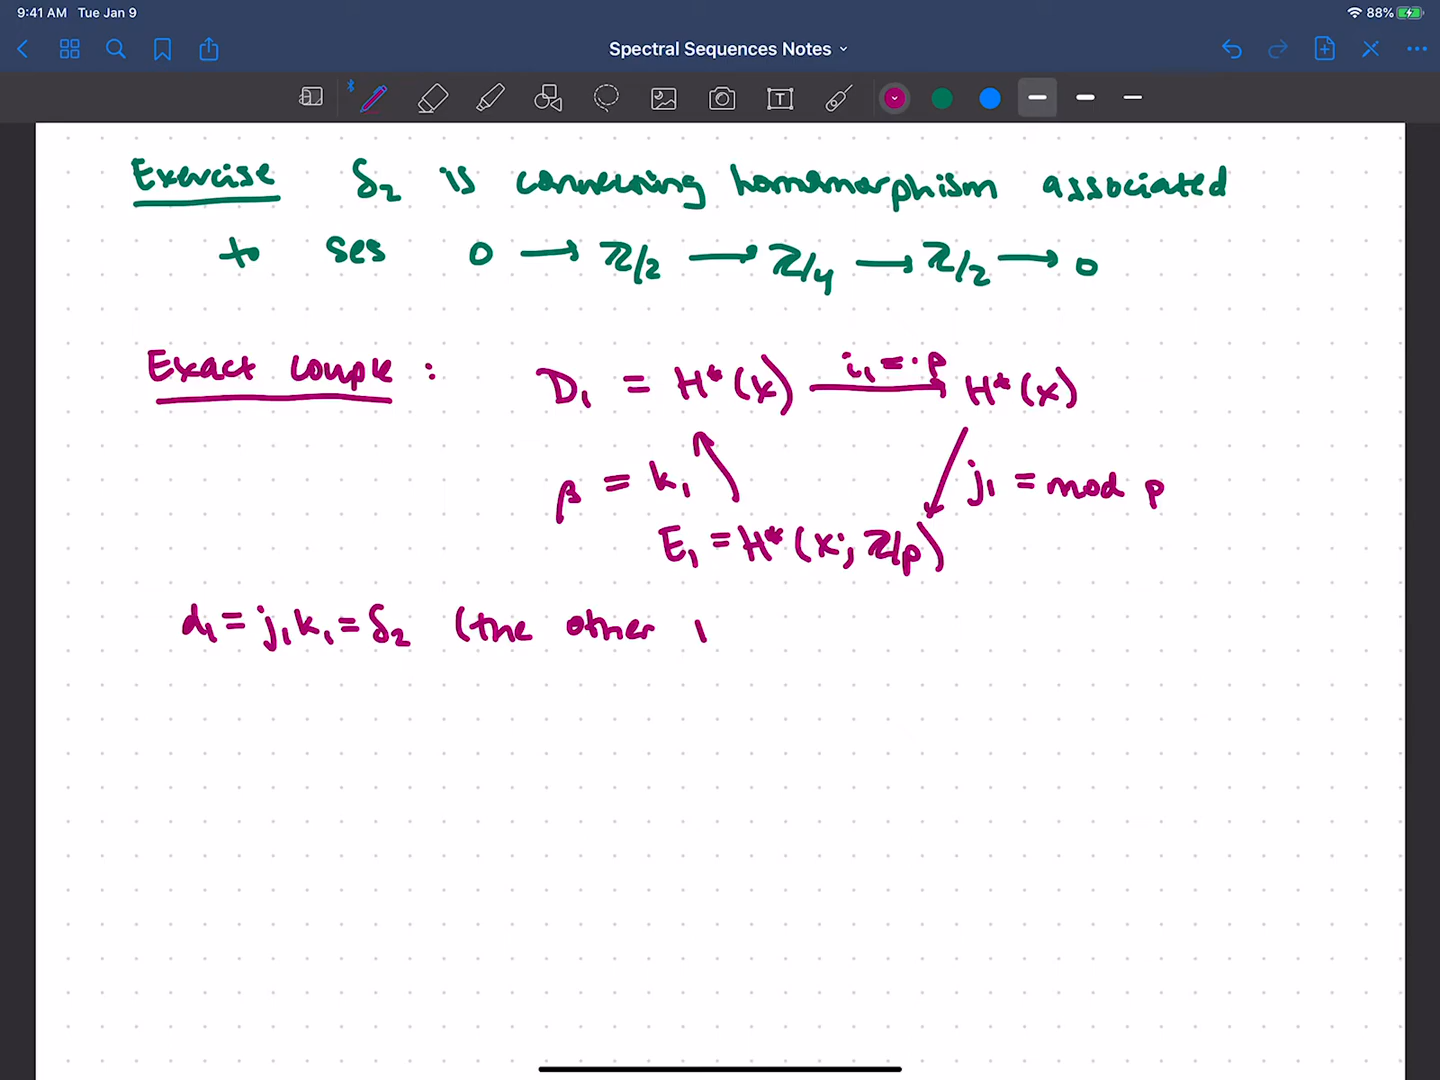 9:41 AM Tue Jan 9
88%
Spectral Sequences Notes
Exercise δ₂ is connecting homomorphism associated
to ses 0 → ℤ/2 → ℤ/4 → ℤ/2 → 0
Exact couple : D₁ = H*(X) → i₁ = ·p H*(X)
β = k₁ j₁ = mod p
E₁ = H*(X; ℤ/p)
d₁ = j₁k₁ = δ₂ (the other